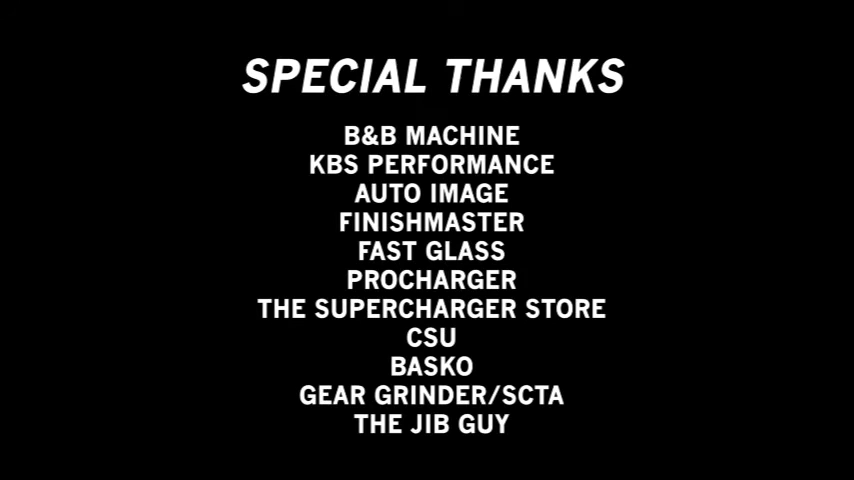 SPECIAL THANKS
B&B MACHINE
KBS PERFORMANCE
AUTO IMAGE
FINISHMASTER
FAST GLASS
PROCHARGER
THE SUPERCHARGER STORE
CSU
BASKO
GEAR GRINDER/SCTA
THE JIB GUY